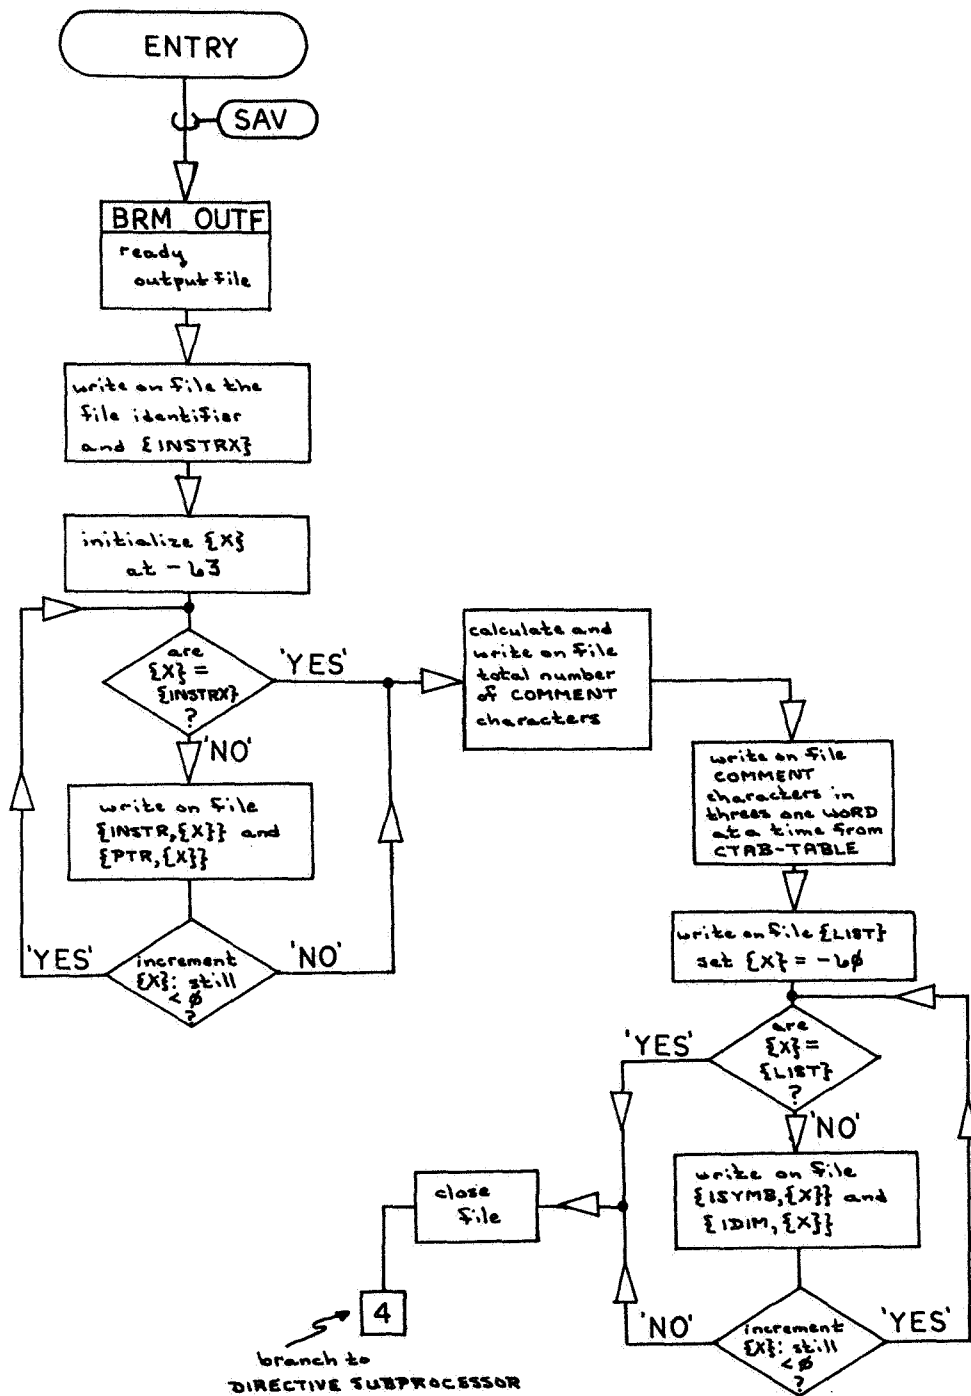 ENTRY
SAV
BRM OUTF
ready
output file
write on file the
file identifier
and {INSTRX}
initialize {X}
at -63
are
{X} =
{INSTRX}
?
'YES'
'NO'
write on file
{INSTR,{X}} and
{PTR,{X}}
increment
{X}: still
< Ø
?
'YES'
'NO'
calculate and
write on file
total number
of COMMENT
characters
write on file
COMMENT
characters in
threes one WORD
at a time from
CTAB-TABLE
write on file {LIST}
set {X} = -6Ø
are
{X} =
{LIST}
?
'YES'
'NO'
write on file
{ISYMB,{X}} and
{IDIM,{X}}
increment
{X}: still
< Ø
?
'NO'
'YES'
close
file
4
branch to
DIRECTIVE SUBPROCESSOR